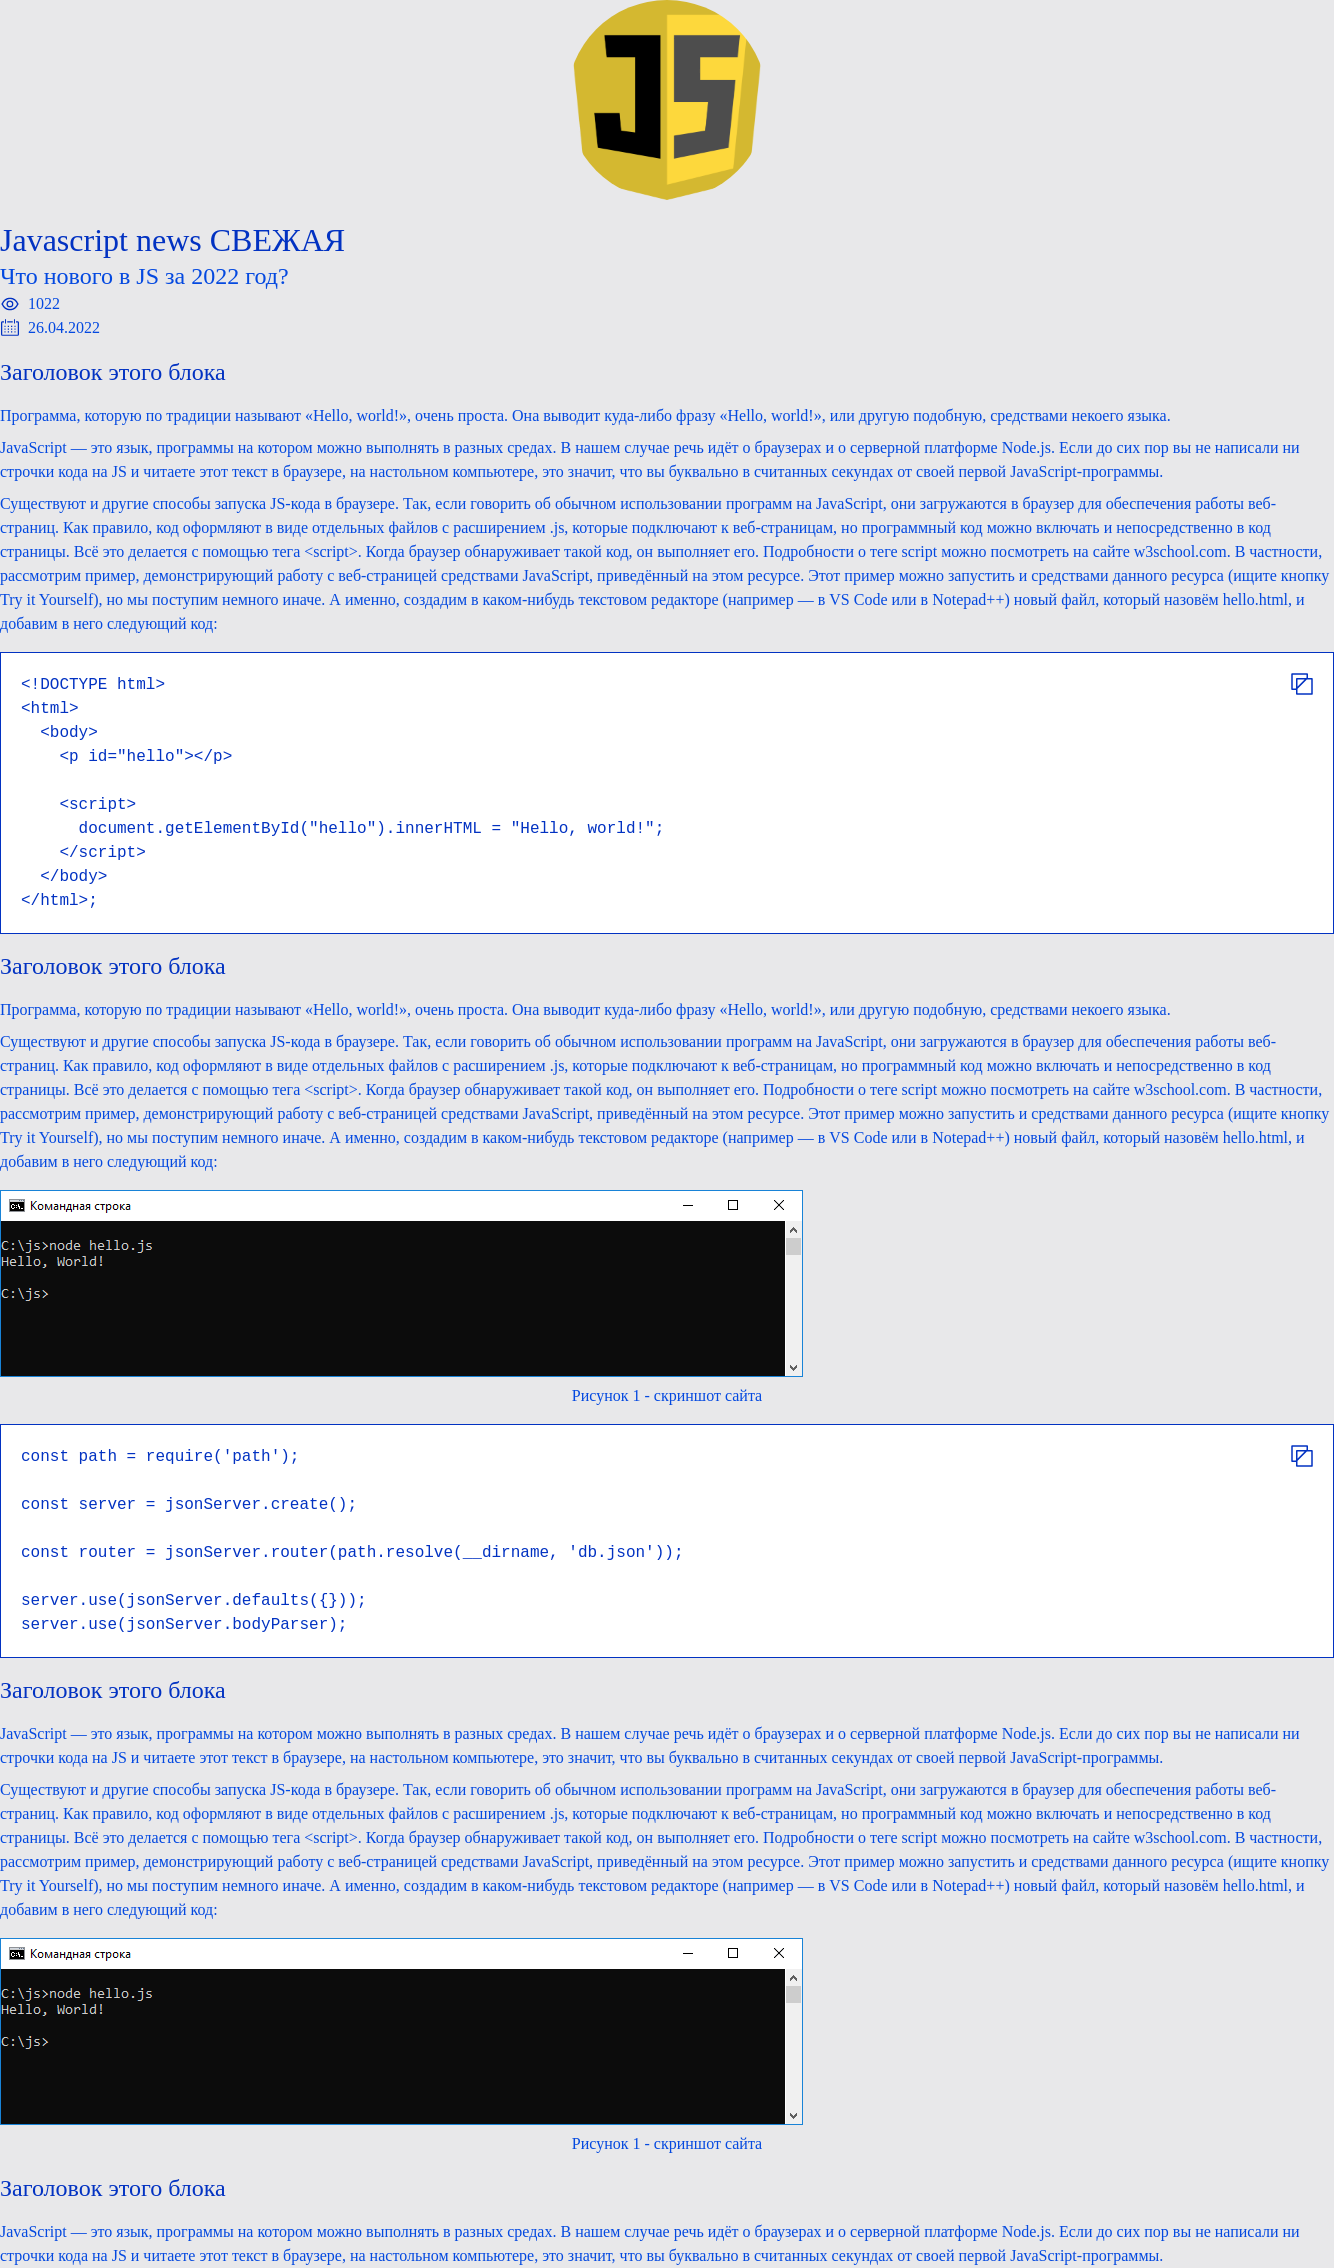 JS
Javascript news СВЕЖАЯ
Что нового в JS за 2022 год?
1022
26.04.2022
Заголовок этого блока
Программа, которую по традиции называют «Hello, world!», очень проста. Она выводит куда-либо фразу «Hello, world!», или другую подобную, средствами некоего языка.
JavaScript — это язык, программы на котором можно выполнять в разных средах. В нашем случае речь идёт о браузерах и о серверной платформе Node.js. Если до сих пор вы не написали ни
строчки кода на JS и читаете этот текст в браузере, на настольном компьютере, это значит, что вы буквально в считанных секундах от своей первой JavaScript-программы.
Существуют и другие способы запуска JS-кода в браузере. Так, если говорить об обычном использовании программ на JavaScript, они загружаются в браузер для обеспечения работы веб-
страниц. Как правило, код оформляют в виде отдельных файлов с расширением .js, которые подключают к веб-страницам, но программный код можно включать и непосредственно в код
страницы. Всё это делается с помощью тега <script>. Когда браузер обнаруживает такой код, он выполняет его. Подробности о теге script можно посмотреть на сайте w3school.com. В частности,
рассмотрим пример, демонстрирующий работу с веб-страницей средствами JavaScript, приведённый на этом ресурсе. Этот пример можно запустить и средствами данного ресурса (ищите кнопку
Try it Yourself), но мы поступим немного иначе. А именно, создадим в каком-нибудь текстовом редакторе (например — в VS Code или в Notepad++) новый файл, который назовём hello.html, и
добавим в него следующий код:
<!DOCTYPE html>
<html>
  <body>
    <p id="hello"></p>

    <script>
      document.getElementById("hello").innerHTML = "Hello, world!";
    </script>
  </body>
</html>;
Заголовок этого блока
Программа, которую по традиции называют «Hello, world!», очень проста. Она выводит куда-либо фразу «Hello, world!», или другую подобную, средствами некоего языка.
Существуют и другие способы запуска JS-кода в браузере. Так, если говорить об обычном использовании программ на JavaScript, они загружаются в браузер для обеспечения работы веб-
страниц. Как правило, код оформляют в виде отдельных файлов с расширением .js, которые подключают к веб-страницам, но программный код можно включать и непосредственно в код
страницы. Всё это делается с помощью тега <script>. Когда браузер обнаруживает такой код, он выполняет его. Подробности о теге script можно посмотреть на сайте w3school.com. В частности,
рассмотрим пример, демонстрирующий работу с веб-страницей средствами JavaScript, приведённый на этом ресурсе. Этот пример можно запустить и средствами данного ресурса (ищите кнопку
Try it Yourself), но мы поступим немного иначе. А именно, создадим в каком-нибудь текстовом редакторе (например — в VS Code или в Notepad++) новый файл, который назовём hello.html, и
добавим в него следующий код:
Командная строка
C:\js>node hello.js
Hello, World!
C:\js>
Рисунок 1 - скриншот сайта
const path = require('path');

const server = jsonServer.create();

const router = jsonServer.router(path.resolve(__dirname, 'db.json'));

server.use(jsonServer.defaults({}));
server.use(jsonServer.bodyParser);
Заголовок этого блока
JavaScript — это язык, программы на котором можно выполнять в разных средах. В нашем случае речь идёт о браузерах и о серверной платформе Node.js. Если до сих пор вы не написали ни
строчки кода на JS и читаете этот текст в браузере, на настольном компьютере, это значит, что вы буквально в считанных секундах от своей первой JavaScript-программы.
Существуют и другие способы запуска JS-кода в браузере. Так, если говорить об обычном использовании программ на JavaScript, они загружаются в браузер для обеспечения работы веб-
страниц. Как правило, код оформляют в виде отдельных файлов с расширением .js, которые подключают к веб-страницам, но программный код можно включать и непосредственно в код
страницы. Всё это делается с помощью тега <script>. Когда браузер обнаруживает такой код, он выполняет его. Подробности о теге script можно посмотреть на сайте w3school.com. В частности,
рассмотрим пример, демонстрирующий работу с веб-страницей средствами JavaScript, приведённый на этом ресурсе. Этот пример можно запустить и средствами данного ресурса (ищите кнопку
Try it Yourself), но мы поступим немного иначе. А именно, создадим в каком-нибудь текстовом редакторе (например — в VS Code или в Notepad++) новый файл, который назовём hello.html, и
добавим в него следующий код:
Командная строка
C:\js>node hello.js
Hello, World!
C:\js>
Рисунок 1 - скриншот сайта
Заголовок этого блока
JavaScript — это язык, программы на котором можно выполнять в разных средах. В нашем случае речь идёт о браузерах и о серверной платформе Node.js. Если до сих пор вы не написали ни
строчки кода на JS и читаете этот текст в браузере, на настольном компьютере, это значит, что вы буквально в считанных секундах от своей первой JavaScript-программы.